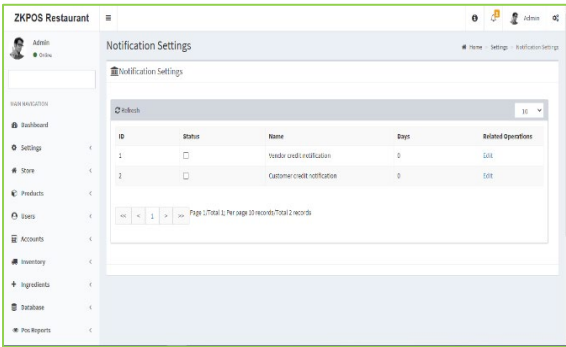 ZKPOS Restaurant
Admin
Admin
Online
Notification Settings
Home > Settings > Notification Settings
Notification Settings
MAIN NAVIGATION
Refresh
10
ID Status Name Days Related Operations
1 Vendor credit notification 0 Edit
2 Customer credit notification 0 Edit
<< < 1 > >> Page 1/Total 1; Per page 10 records/Total 2 records
Dashboard
Settings
Store
Products
Users
Accounts
Inventory
Ingredients
Database
Pos Reports